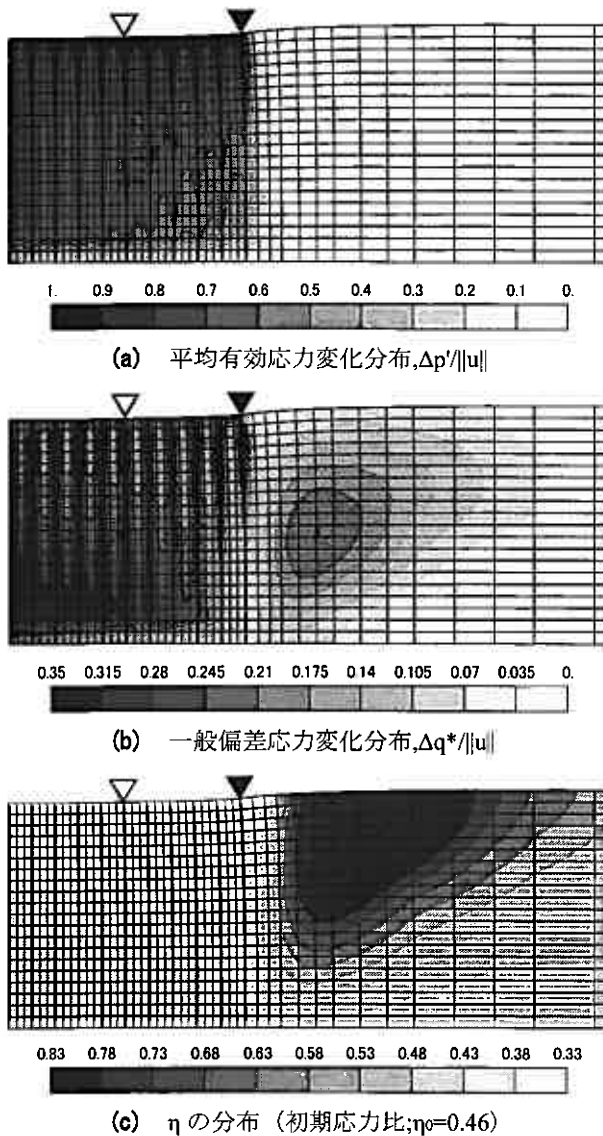 1. 0.9 0.8 0.7 0.6 0.5 0.4 0.3 0.2 0.1 0.
(a) 平均有効応力変化分布,Δp'/||u||
0.35 0.315 0.28 0.245 0.21 0.175 0.14 0.105 0.07 0.035 0.
(b) 一般偏差応力変化分布,Δq*/||u||
0.83 0.78 0.73 0.68 0.63 0.58 0.53 0.48 0.43 0.38 0.33
(c) η の分布（初期応力比;η0=0.46）